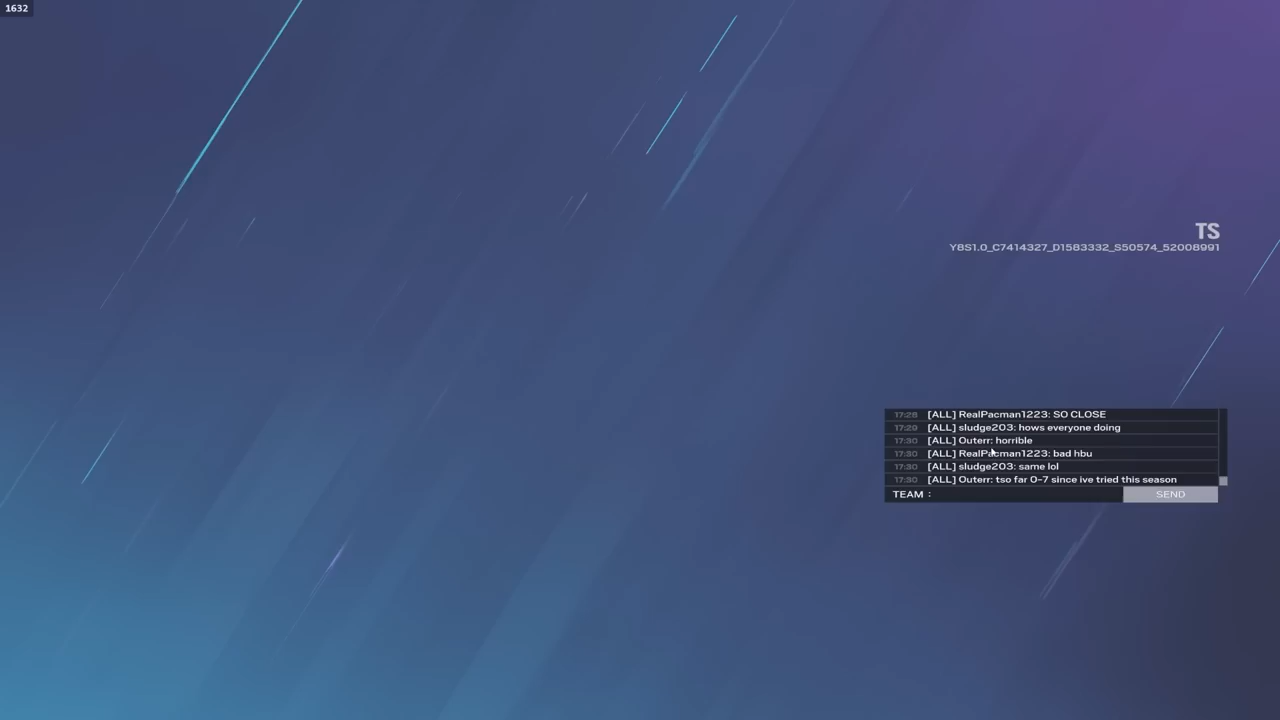 1632
TS
Y8S1.0_C7414327_D1583332_S50574_52008991
17:28 [ALL] RealPacman1223: SO CLOSE
17:29 [ALL] sludge203: hows everyone doing
17:30 [ALL] Outerr: horrible
17:30 [ALL] RealPacman1223: bad hbu
17:30 [ALL] sludge203: same lol
17:30 [ALL] Outerr: tso far 0-7 since ive tried this season
TEAM : SEND